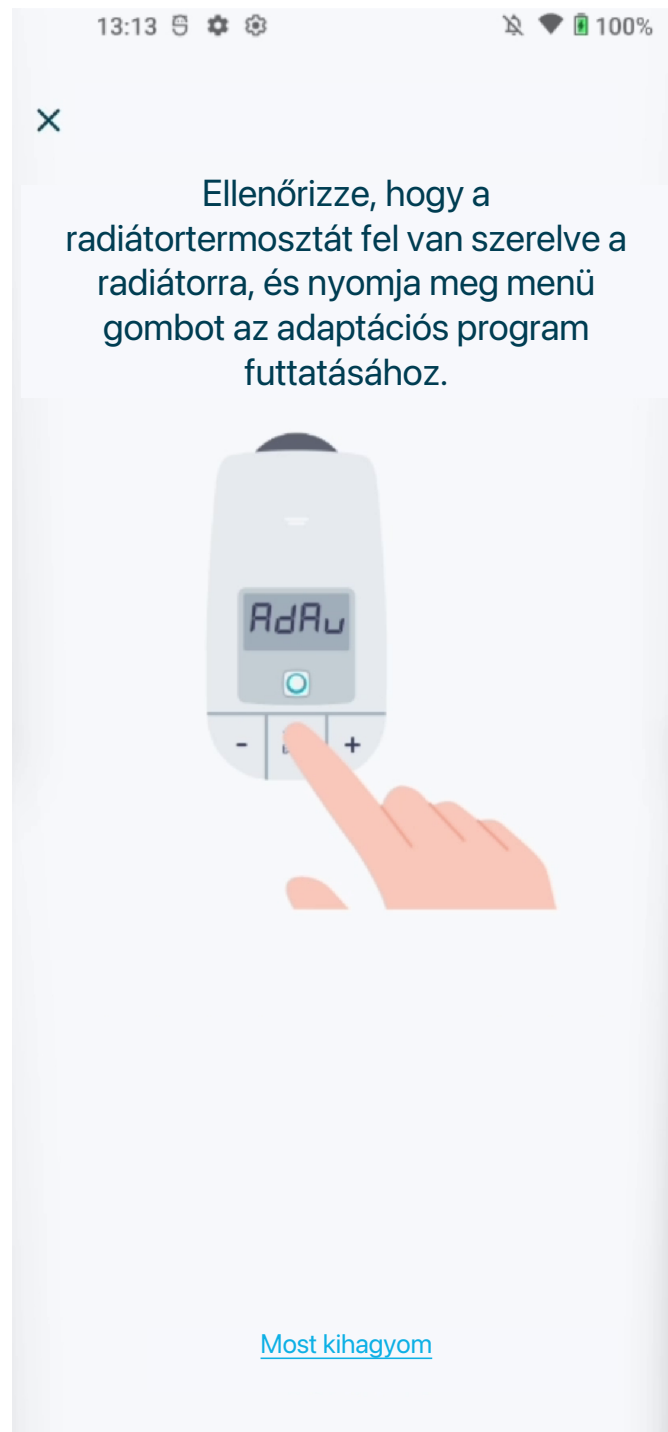 13:13
100%
Ellenőrizze, hogy a
radiátortermosztát fel van szerelve a
radiátorra, és nyomja meg menü
gombot az adaptációs program
futtatásához.
AdAu
- +
Most kihagyom